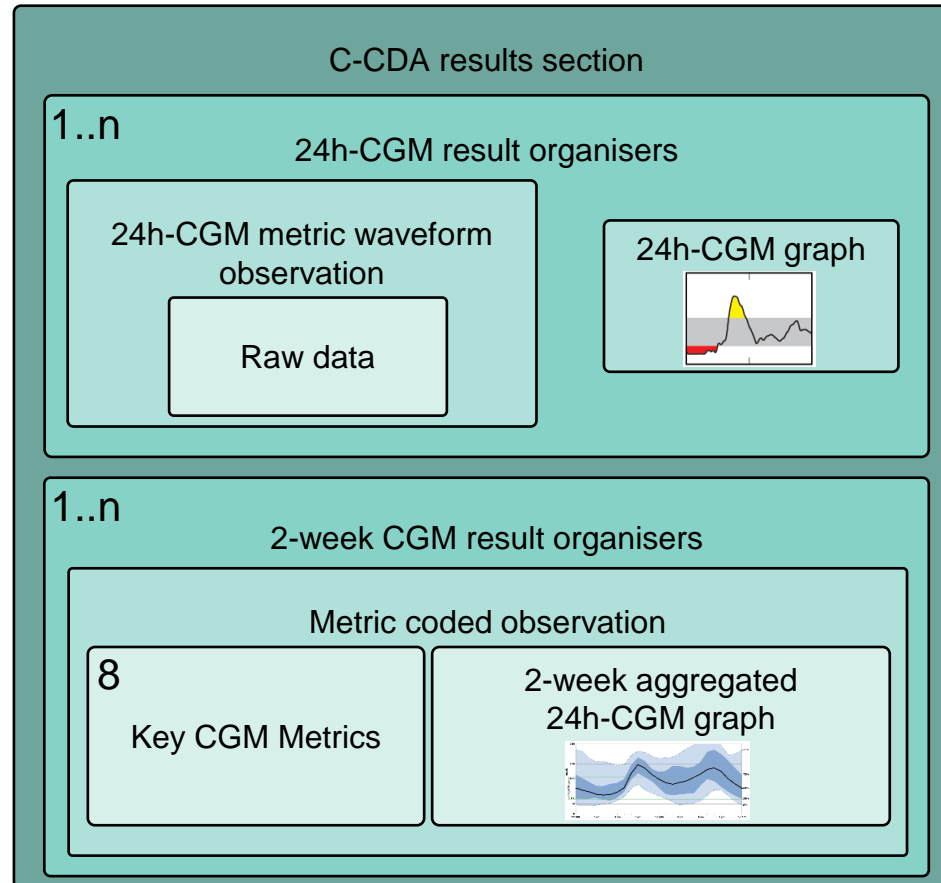 C-CDA results section
1..n
24h-CGM result organisers
24h-CGM metric waveform
observation
Raw data
24h-CGM graph
1..n
2-week CGM result organisers
Metric coded observation
8
Key CGM Metrics
2-week aggregated
24h-CGM graph